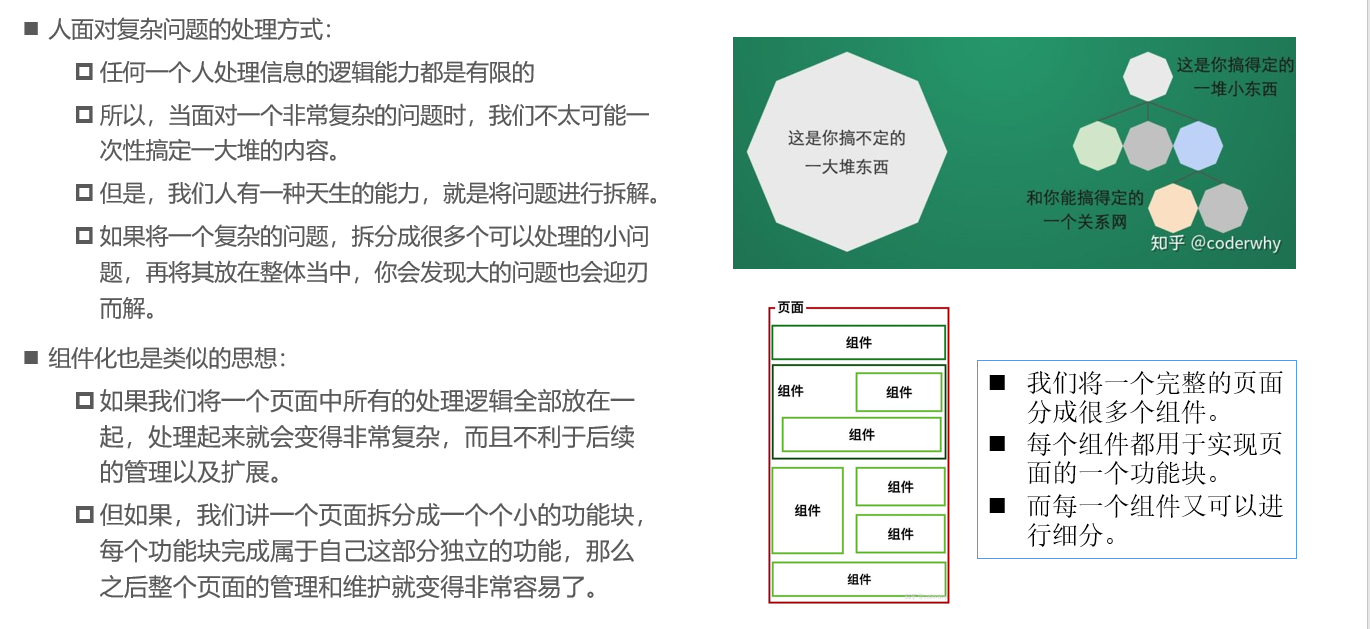 人面对复杂问题的处理方式：
任何一个人处理信息的逻辑能力都是有限的
所以，当面对一个非常复杂的问题时，我们不太可能一
次性搞定一大堆的内容。
但是，我们人有一种天生的能力，就是将问题进行拆解。
如果将一个复杂的问题，拆分成很多个可以处理的小问
题，再将其放在整体当中，你会发现大的问题也会迎刃
而解。
组件化也是类似的思想：
如果我们将一个页面中所有的处理逻辑全部放在一
起，处理起来就会变得非常复杂，而且不利于后续
的管理以及扩展。
但如果，我们讲一个页面拆分成一个个小的功能块，
每个功能块完成属于自己这部分独立的功能，那么
之后整个页面的管理和维护就变得非常容易了。
这是你搞不定的
一大堆东西
这是你搞得定的
一堆小东西
和你能搞得定的
一个关系网
知乎 @coderwhy
页面
组件
组件
组件
组件
组件
组件
组件
组件
我们将一个完整的页面
分成很多个组件。
每个组件都用于实现页
面的一个功能块。
而每一个组件又可以进
行细分。